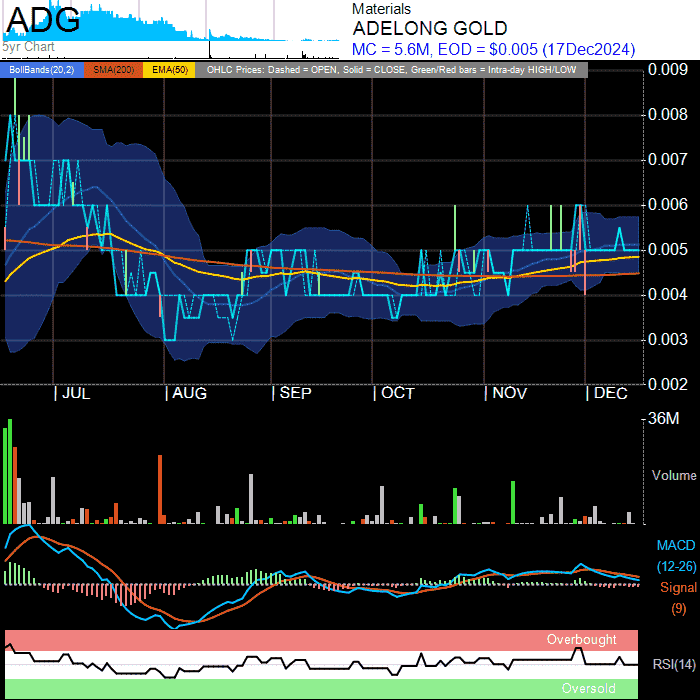 ADG
5yr Chart
Materials
ADELONG GOLD
MC = 5.6M, EOD = $0.005 (17Dec2024)
BollBands(20,2) SMA(200) EMA(50) OHLC Prices: Dashed = OPEN, Solid = CLOSE, Green/Red bars = Intra-day HIGH/LOW
0.009
0.008
0.007
0.006
0.005
0.004
0.003
0.002
| JUL | AUG | SEP | OCT | NOV | DEC
36M
Volume
MACD
(12-26)
Signal
(9)
Overbought
RSI(14)
Oversold